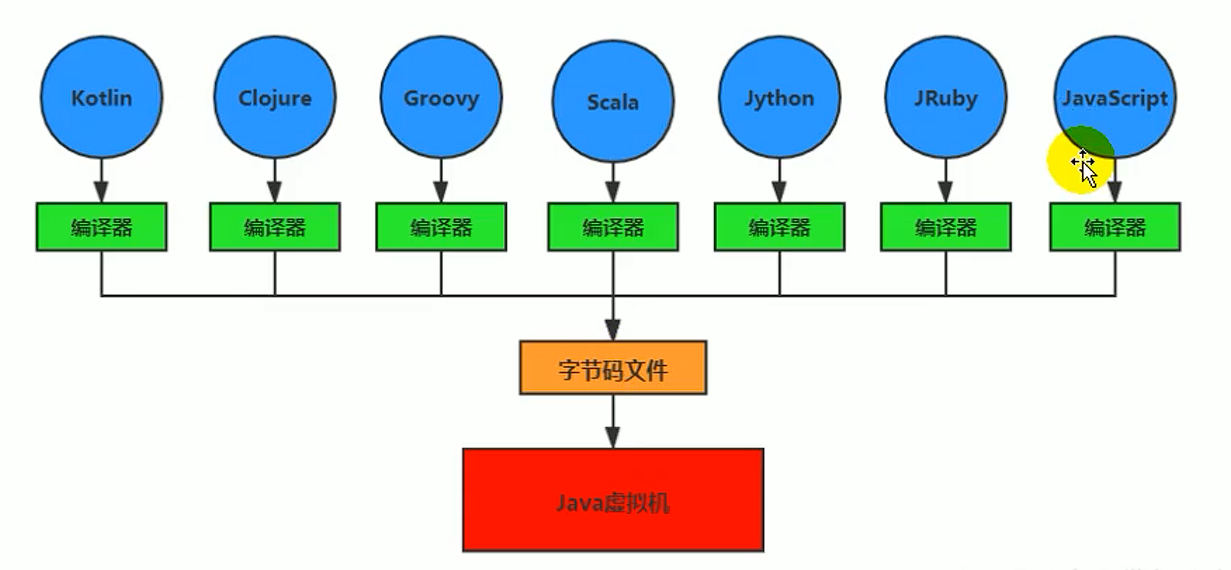 Kotlin
Clojure
Groovy
Scala
Jython
JRuby
JavaScript
编译器
编译器
编译器
编译器
编译器
编译器
编译器
字节码文件
Java虚拟机